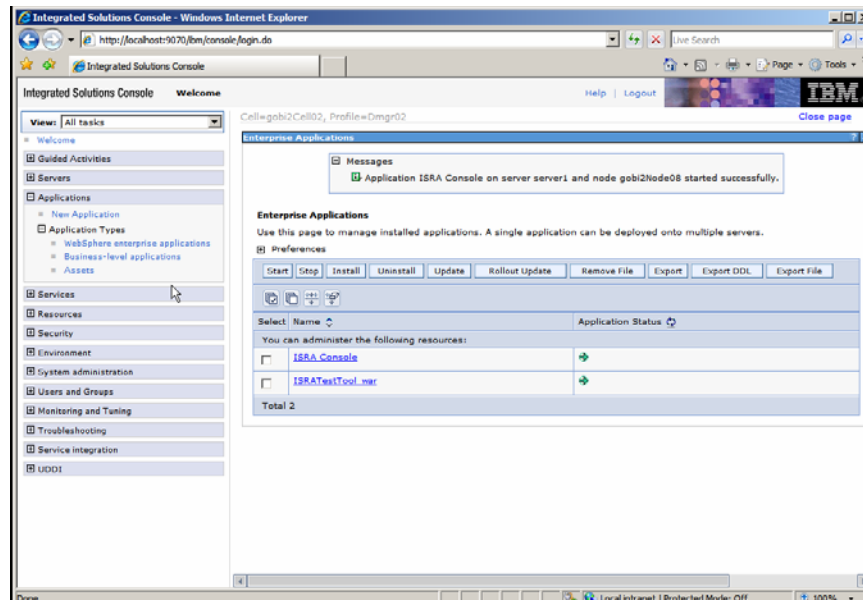 Integrated Solutions Console - Windows Internet Explorer
http://localhost:9070/ibm/console/login.do
Live Search
Integrated Solutions Console
Page
Tools
Integrated Solutions Console Welcome
Help | Logout
IBM
View: All tasks
Cell=gobi2Cell02, Profile=Dmgr02
Close page
Welcome
Guided Activities
Servers
Applications
New Application
Application Types
WebSphere enterprise applications
Business-level applications
Assets
Services
Resources
Security
Environment
System administration
Users and Groups
Monitoring and Tuning
Troubleshooting
Service integration
UDDI
Enterprise Applications
?
Messages
Application ISRA Console on server server1 and node gobi2Node08 started successfully.
Enterprise Applications
Use this page to manage installed applications. A single application can be deployed onto multiple servers.
Preferences
Start Stop Install Uninstall Update Rollout Update Remove File Export Export DDL Export File
Select Name Application Status
You can administer the following resources:
ISRA Console
ISRATestTool_war
Total 2
Done
Local intranet | Protected Mode: Off
100%